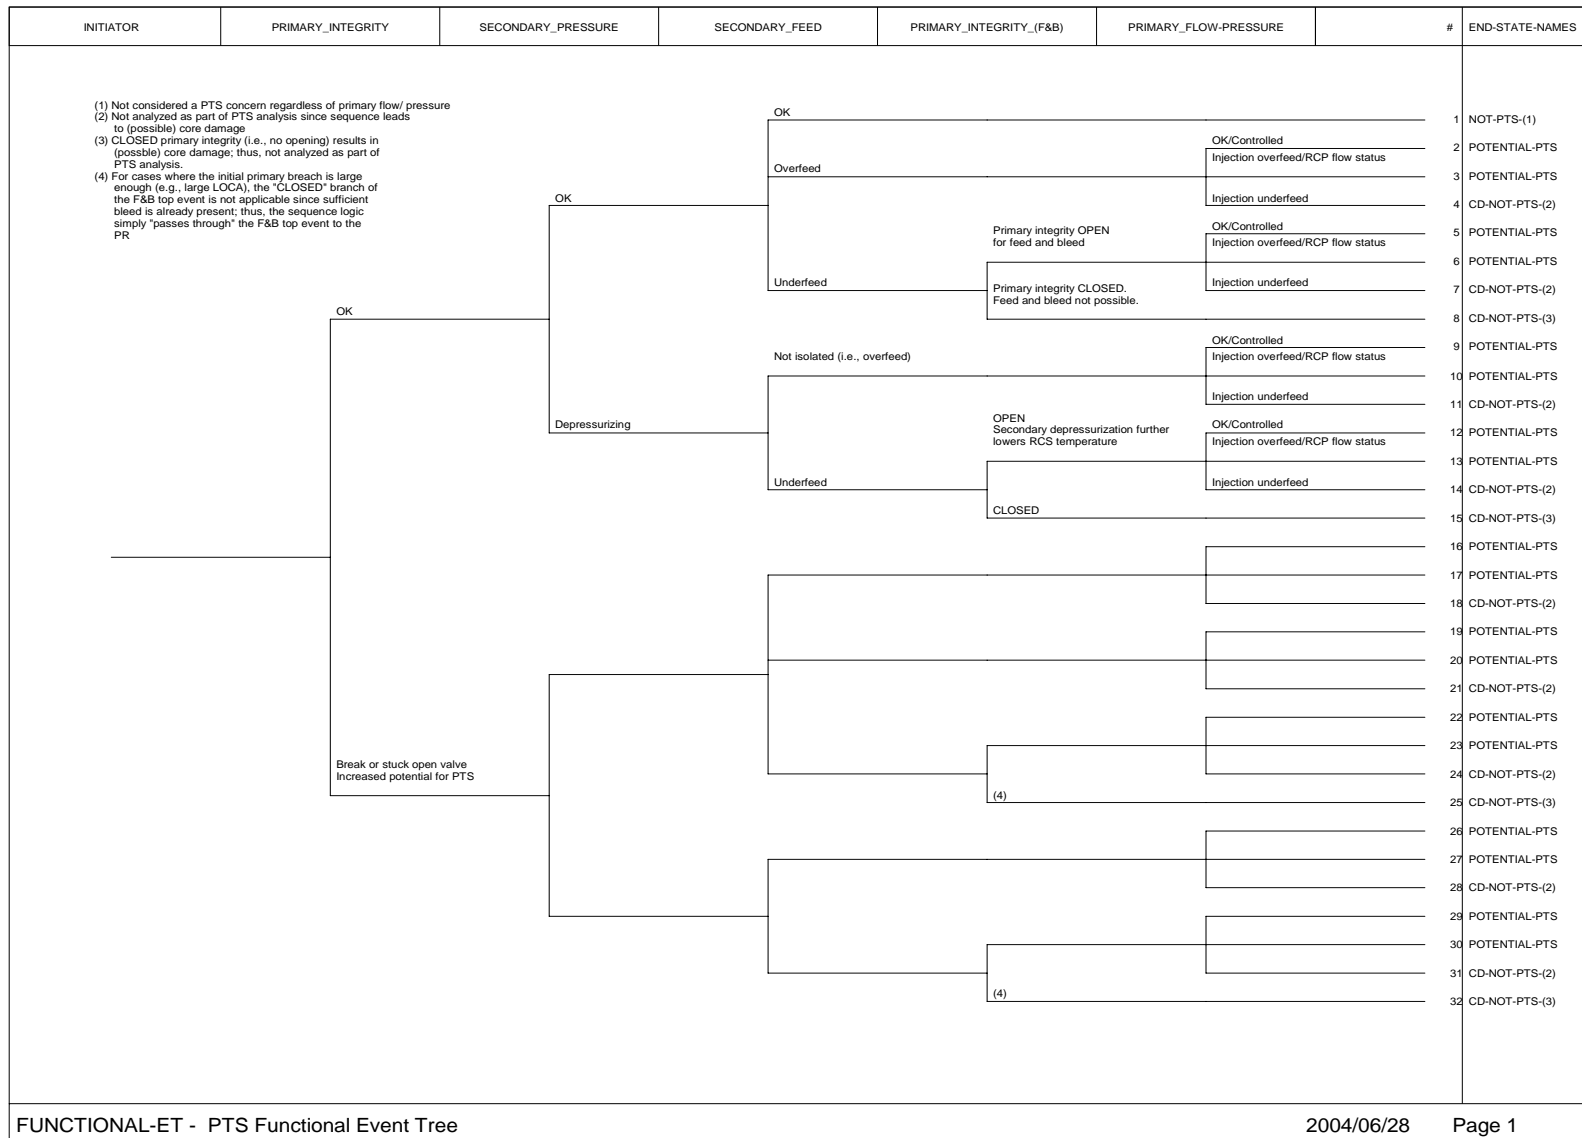 INITIATOR PRIMARY_INTEGRITY SECONDARY_PRESSURE SECONDARY_FEED PRIMARY_INTEGRITY_(F&B) PRIMARY_FLOW-PRESSURE # END-STATE-NAMES
(1) Not considered a PTS concern regardless of primary flow/ pressure
(2) Not analyzed as part of PTS analysis since sequence leads
to (possible) core damage
(3) CLOSED primary integrity (i.e., no opening) results in
(possble) core damage; thus, not analyzed as part of
PTS analysis.
(4) For cases where the initial primary breach is large
enough (e.g., large LOCA), the "CLOSED" branch of
the F&B top event is not applicable since sufficient
bleed is already present; thus, the sequence logic
simply "passes through" the F&B top event to the
PR
OK
1 NOT-PTS-(1)
OK/Controlled
2 POTENTIAL-PTS
Injection overfeed/RCP flow status
Overfeed
3 POTENTIAL-PTS
OK
Injection underfeed
4 CD-NOT-PTS-(2)
Primary integrity OPEN
for feed and bleed
OK/Controlled
5 POTENTIAL-PTS
Injection overfeed/RCP flow status
6 POTENTIAL-PTS
Underfeed
Primary integrity CLOSED.
Feed and bleed not possible.
Injection underfeed
7 CD-NOT-PTS-(2)
OK
8 CD-NOT-PTS-(3)
Not isolated (i.e., overfeed)
OK/Controlled
9 POTENTIAL-PTS
Injection overfeed/RCP flow status
10 POTENTIAL-PTS
Injection underfeed
11 CD-NOT-PTS-(2)
Depressurizing
OPEN
Secondary depressurization further
lowers RCS temperature
OK/Controlled
12 POTENTIAL-PTS
Injection overfeed/RCP flow status
13 POTENTIAL-PTS
Underfeed
Injection underfeed
14 CD-NOT-PTS-(2)
CLOSED
15 CD-NOT-PTS-(3)
16 POTENTIAL-PTS
17 POTENTIAL-PTS
18 CD-NOT-PTS-(2)
19 POTENTIAL-PTS
20 POTENTIAL-PTS
21 CD-NOT-PTS-(2)
22 POTENTIAL-PTS
23 POTENTIAL-PTS
Break or stuck open valve
Increased potential for PTS
24 CD-NOT-PTS-(2)
(4)
25 CD-NOT-PTS-(3)
26 POTENTIAL-PTS
27 POTENTIAL-PTS
28 CD-NOT-PTS-(2)
29 POTENTIAL-PTS
30 POTENTIAL-PTS
31 CD-NOT-PTS-(2)
(4)
32 CD-NOT-PTS-(3)
FUNCTIONAL-ET - PTS Functional Event Tree 2004/06/28 Page 1